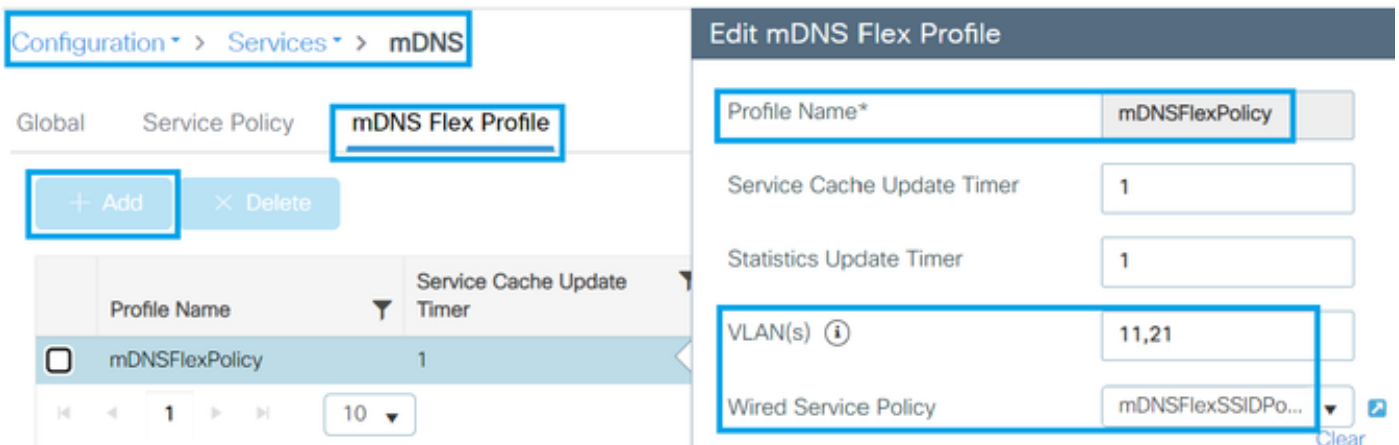 Configuration > Services > mDNS
Global Service Policy mDNS Flex Profile
+ Add × Delete
Profile Name Service Cache Update Timer
mDNSFlexPolicy 1
1 10
Edit mDNS Flex Profile
Profile Name* mDNSFlexPolicy
Service Cache Update Timer 1
Statistics Update Timer 1
VLAN(s) i 11,21
Wired Service Policy mDNSFlexSSIDPo...
Clear